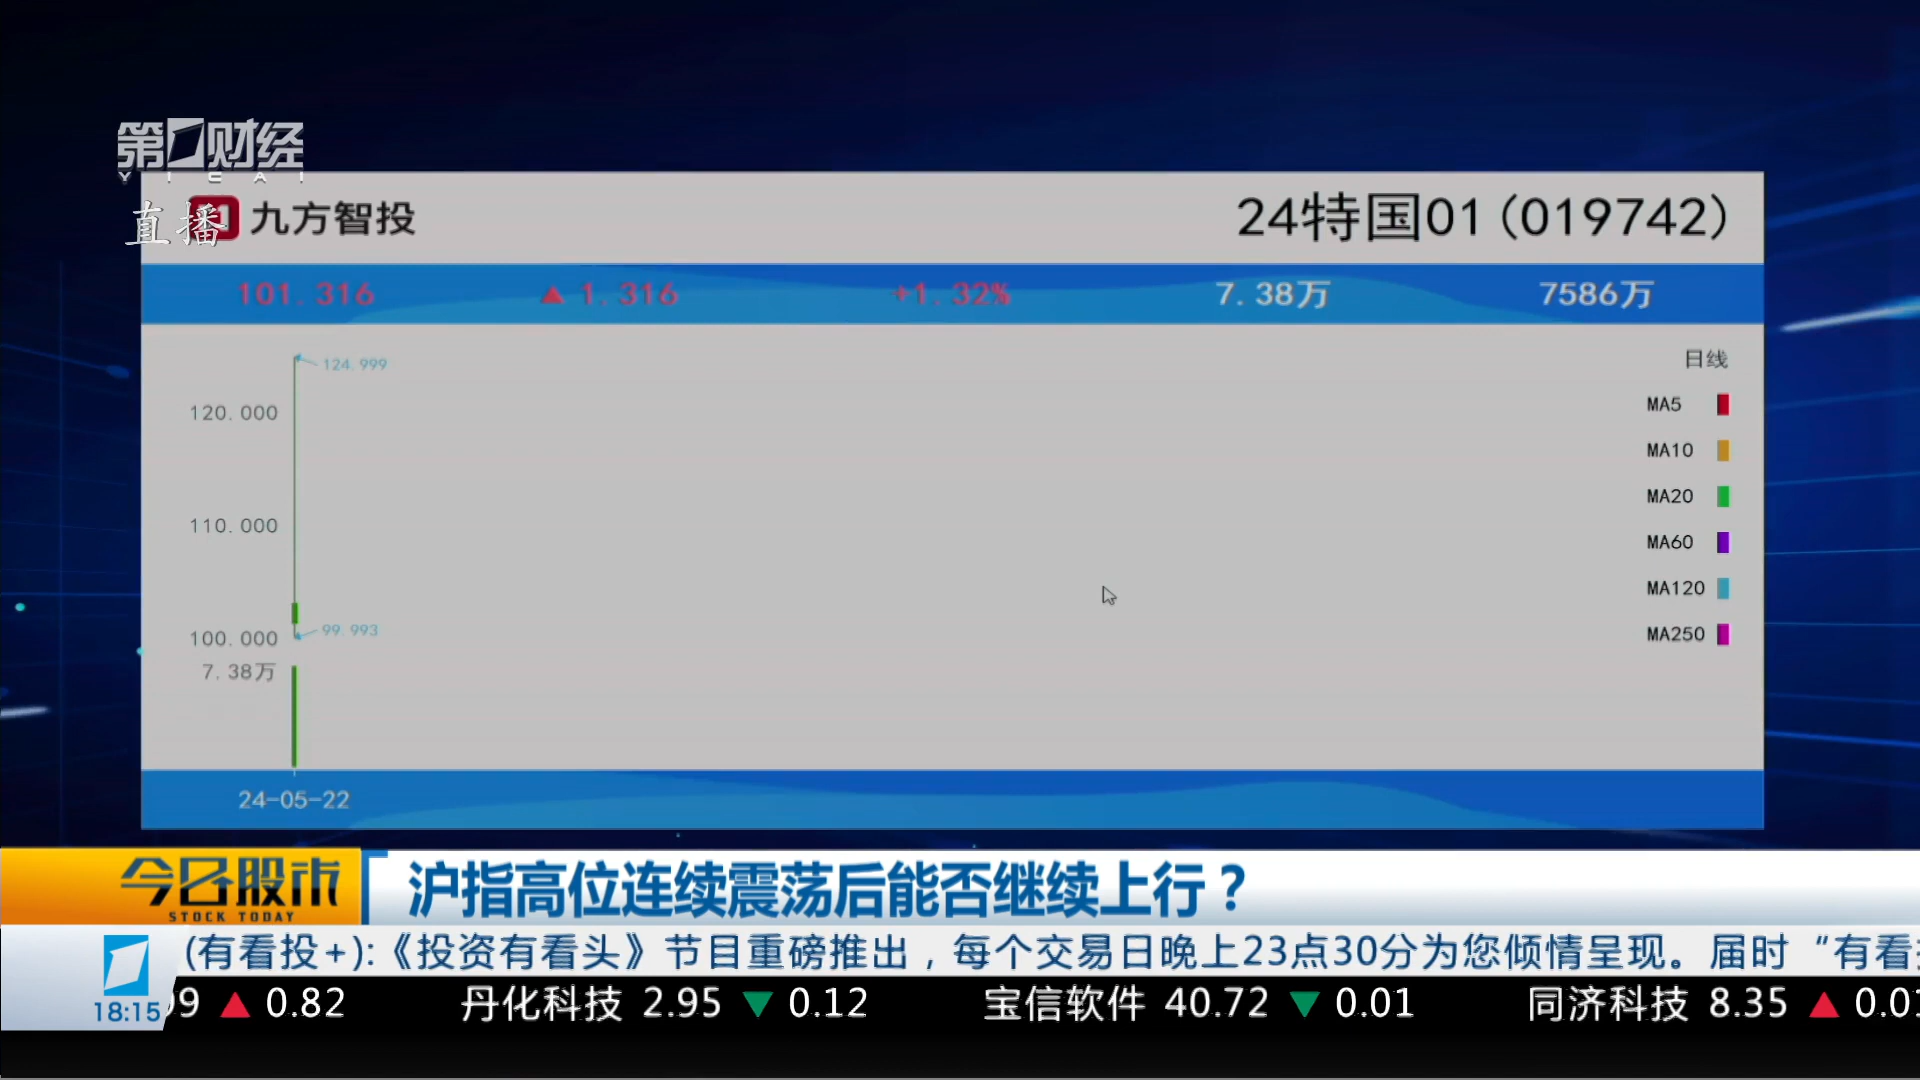 第1财经
YICAI
直播
九方智投
24特国01(019742)
101.316 ▲ 1.316 +1.32% 7.38万 7586万
124.999
日线
120.000
MA5
MA10
MA20
110.000
MA60
MA120
99.993
100.000
MA250
7.38万
24-05-22
今日股市
STOCK TODAY
沪指高位连续震荡后能否继续上行？
(有看投+):《投资有看头》节目重磅推出，每个交易日晚上23点30分为您倾情呈现。届时“有看
18:15
99 ▲ 0.82 丹化科技 2.95 ▼ 0.12 宝信软件 40.72 ▼ 0.01 同济科技 8.35 ▲ 0.01